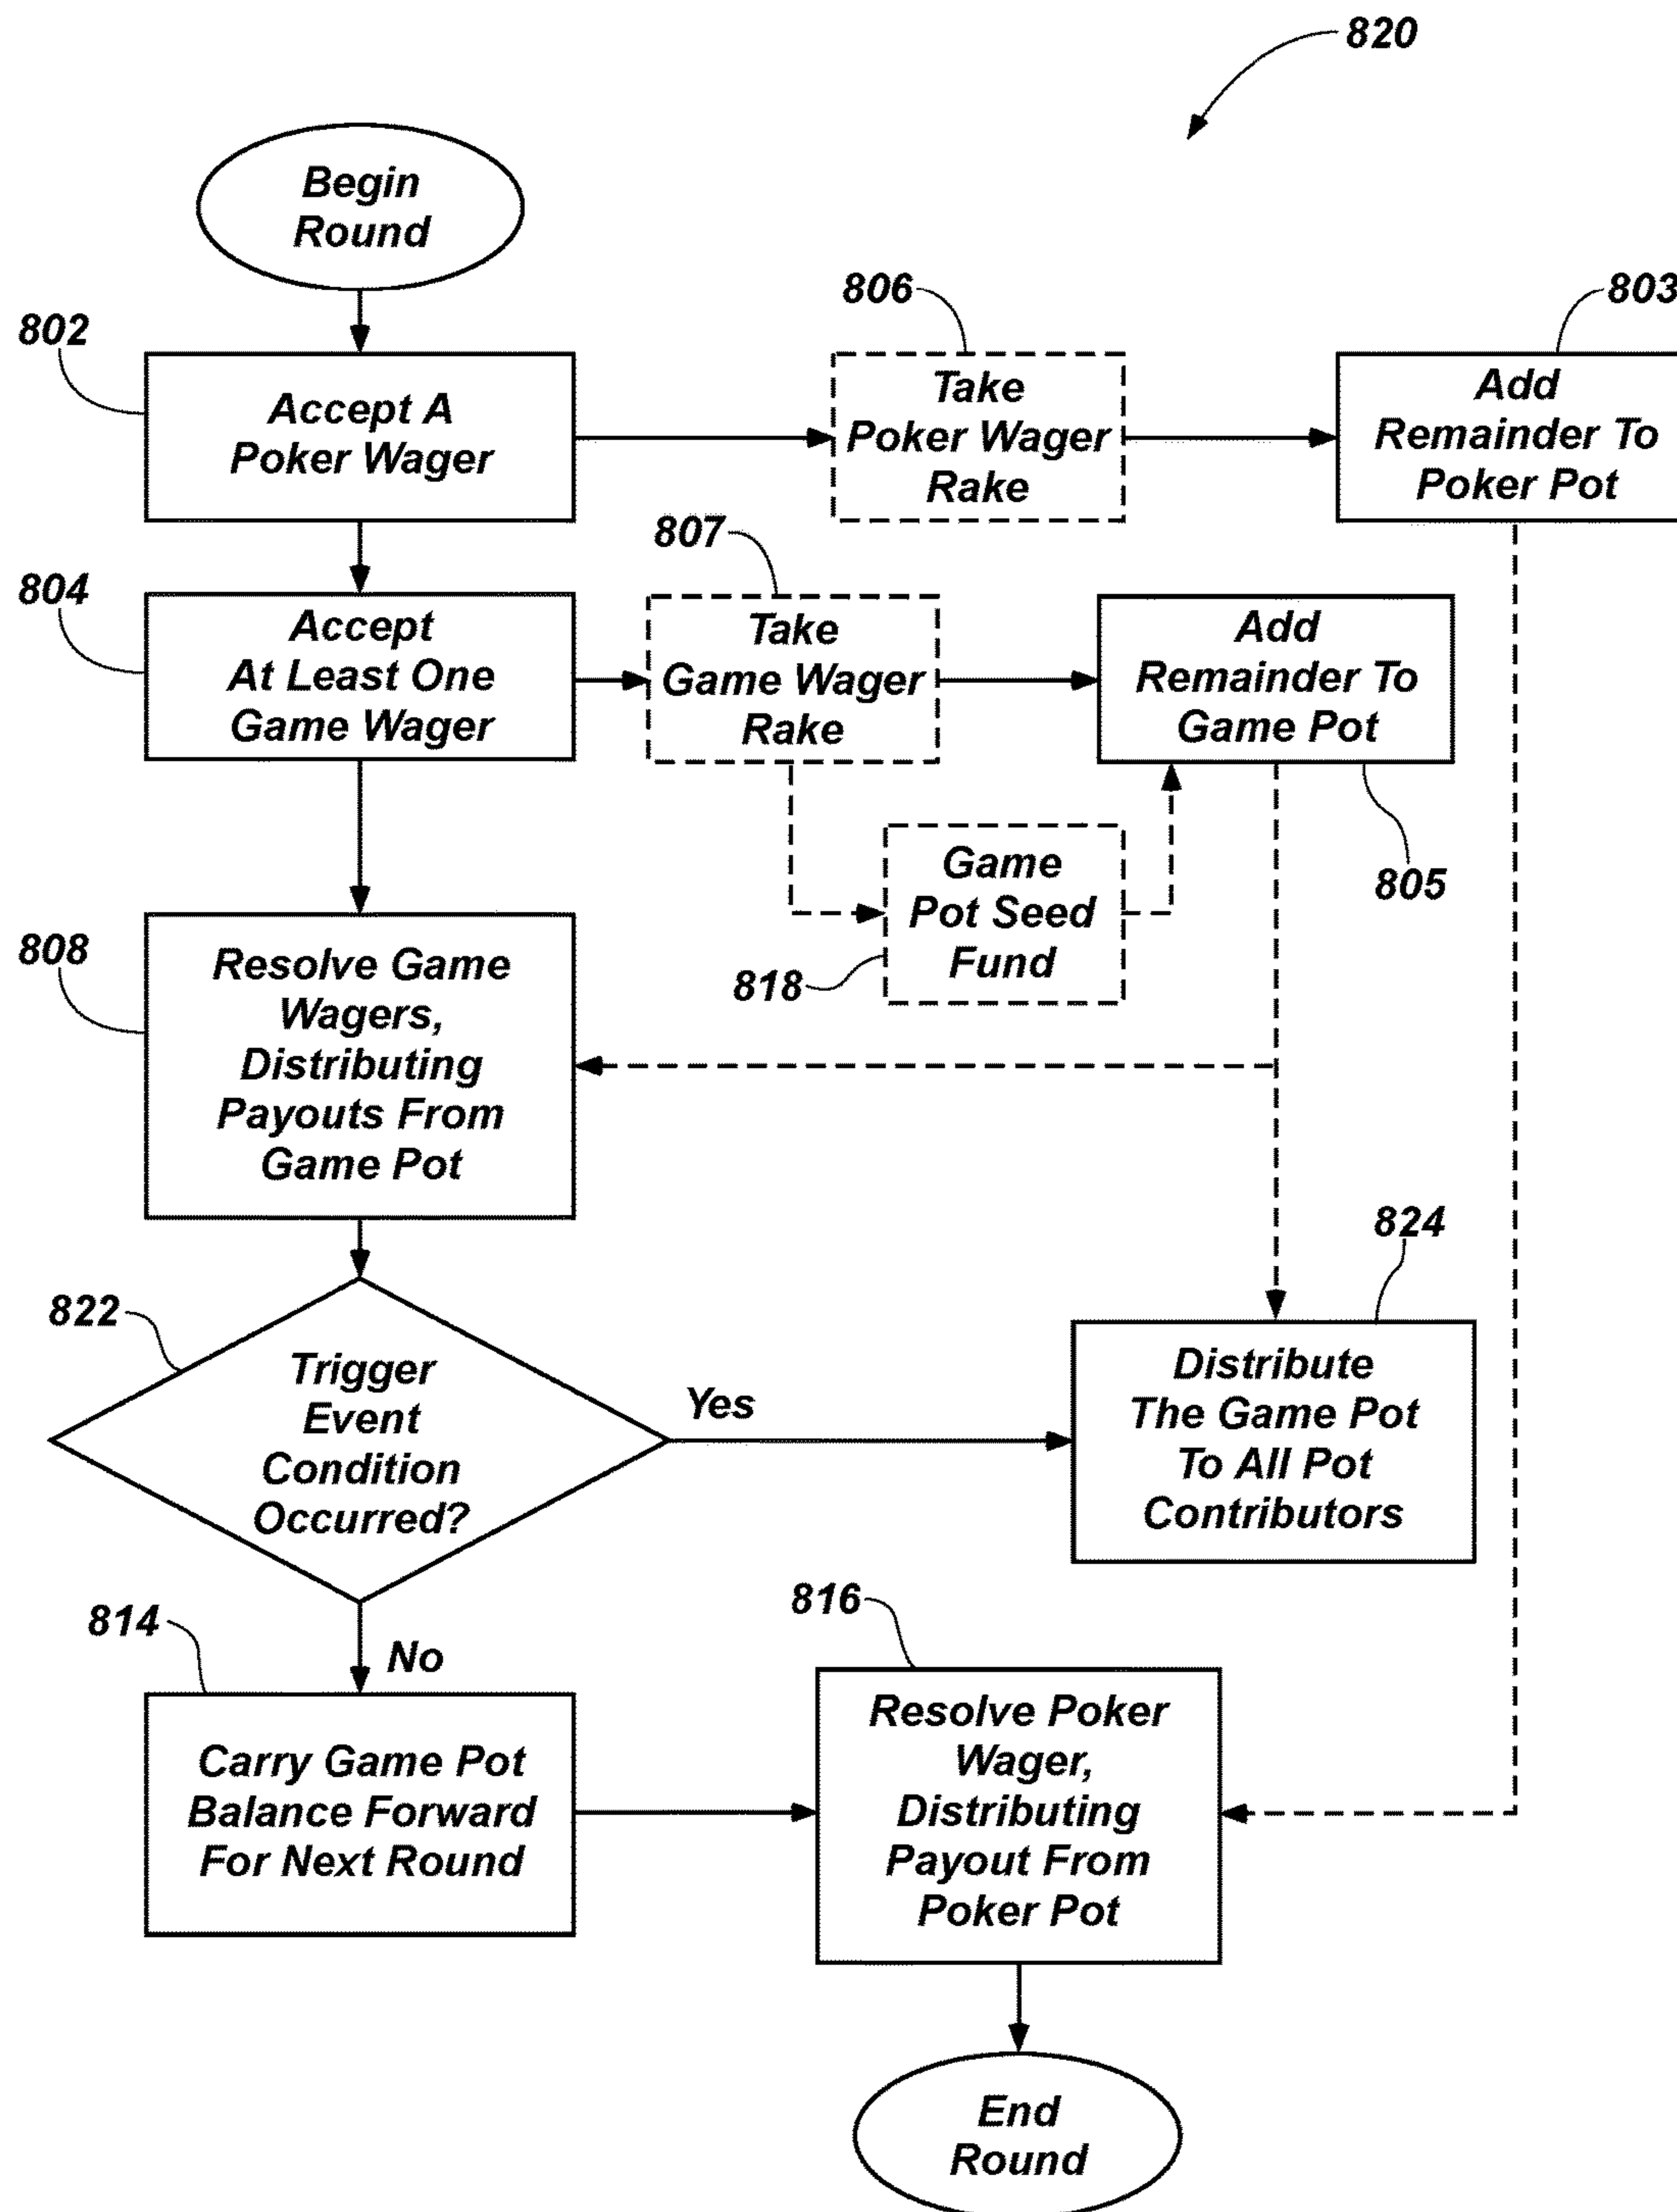 820
Begin
Round
806
803
802
Accept A
Poker Wager
Take
Poker Wager
Rake
Add
Remainder To
Poker Pot
807
804
Accept
At Least One
Game Wager
Take
Game Wager
Rake
Add
Remainder To
Game Pot
805
Game
Pot Seed
Fund
818
808
Resolve Game
Wagers,
Distributing
Payouts From
Game Pot
824
822
Trigger
Event
Condition
Occurred?
Yes
Distribute
The Game Pot
To All Pot
Contributors
816
814
No
Carry Game Pot
Balance Forward
For Next Round
Resolve Poker
Wager,
Distributing
Payout From
Poker Pot
End
Round